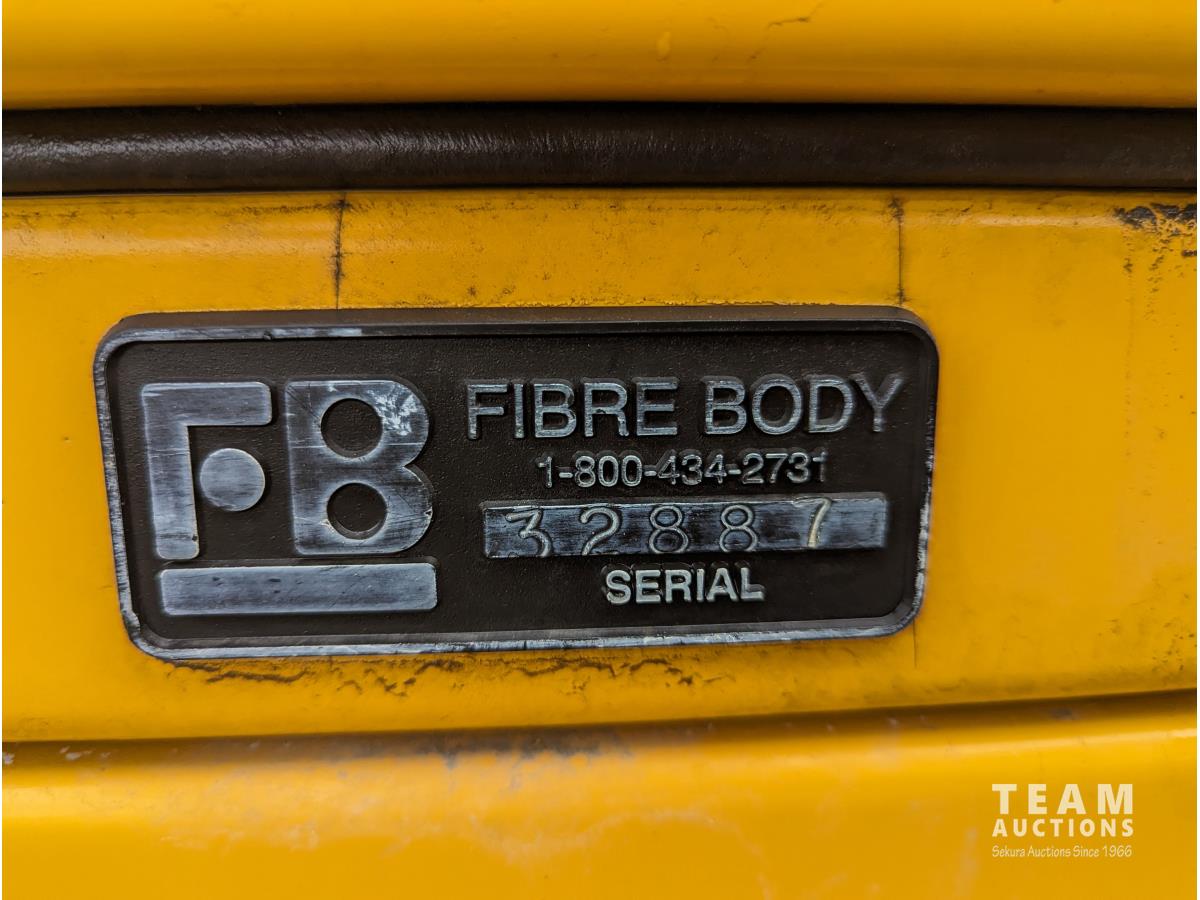 FB
FIBRE BODY
1-800-434-2731
32887
SERIAL
TEAM
AUCTIONS
Sekura Auctions Since 1966